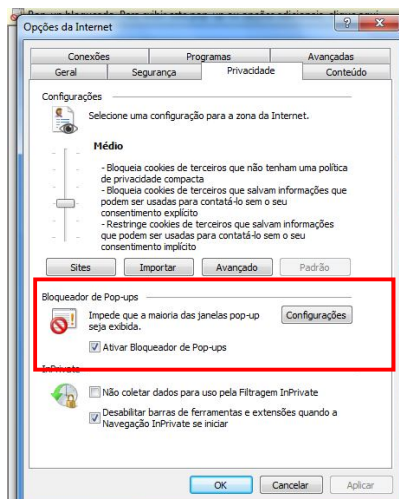 Opções da Internet
Conexões Programas Avançadas
Geral Segurança Privacidade Conteúdo
Configurações
Selecione uma configuração para a zona da Internet.
Médio
- Bloqueia cookies de terceiros que não tenham uma política
de privacidade compacta
- Bloqueia cookies de terceiros que salvam informações que
podem ser usadas para contatá-lo sem o seu
consentimento explícito
- Restringe cookies de terceiros que salvam informações
que podem ser usadas para contatá-lo sem o seu
consentimento implícito
Sites Importar Avançado Padrão
Bloqueador de Pop-ups
Impede que a maioria das janelas pop-up
seja exibida.
Configurações
Ativar Bloqueador de Pop-ups
InPrivate
Não coletar dados para uso pela Filtragem InPrivate
Desabilitar barras de ferramentas e extensões quando a
Navegação InPrivate se iniciar
OK Cancelar Aplicar